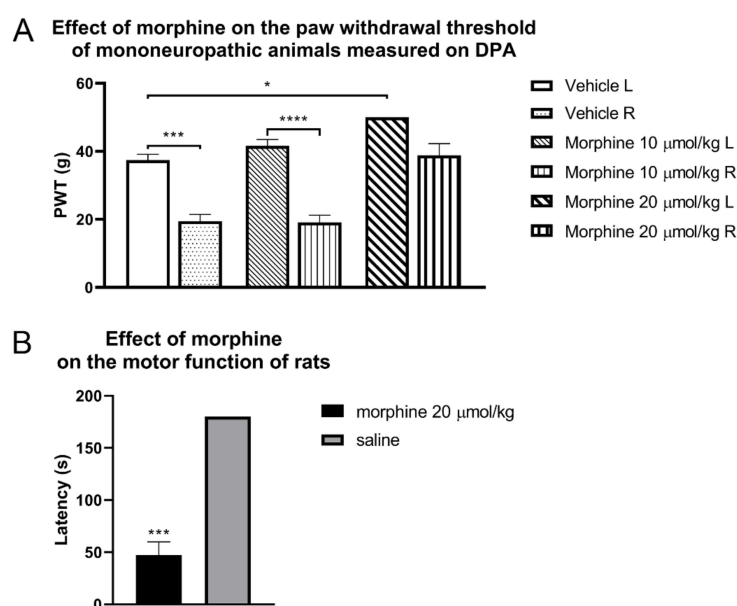 A
Effect of morphine on the paw withdrawal threshold
of mononeuropathic animals measured on DPA
60
40
20
0
PWT (g)
***
****
*
Vehicle L
Vehicle R
Morphine 10 μmol/kg L
Morphine 10 μmol/kg R
Morphine 20 μmol/kg L
Morphine 20 μmol/kg R
B
Effect of morphine
on the motor function of rats
200
150
100
50
0
Latency (s)
***
morphine 20 μmol/kg
saline